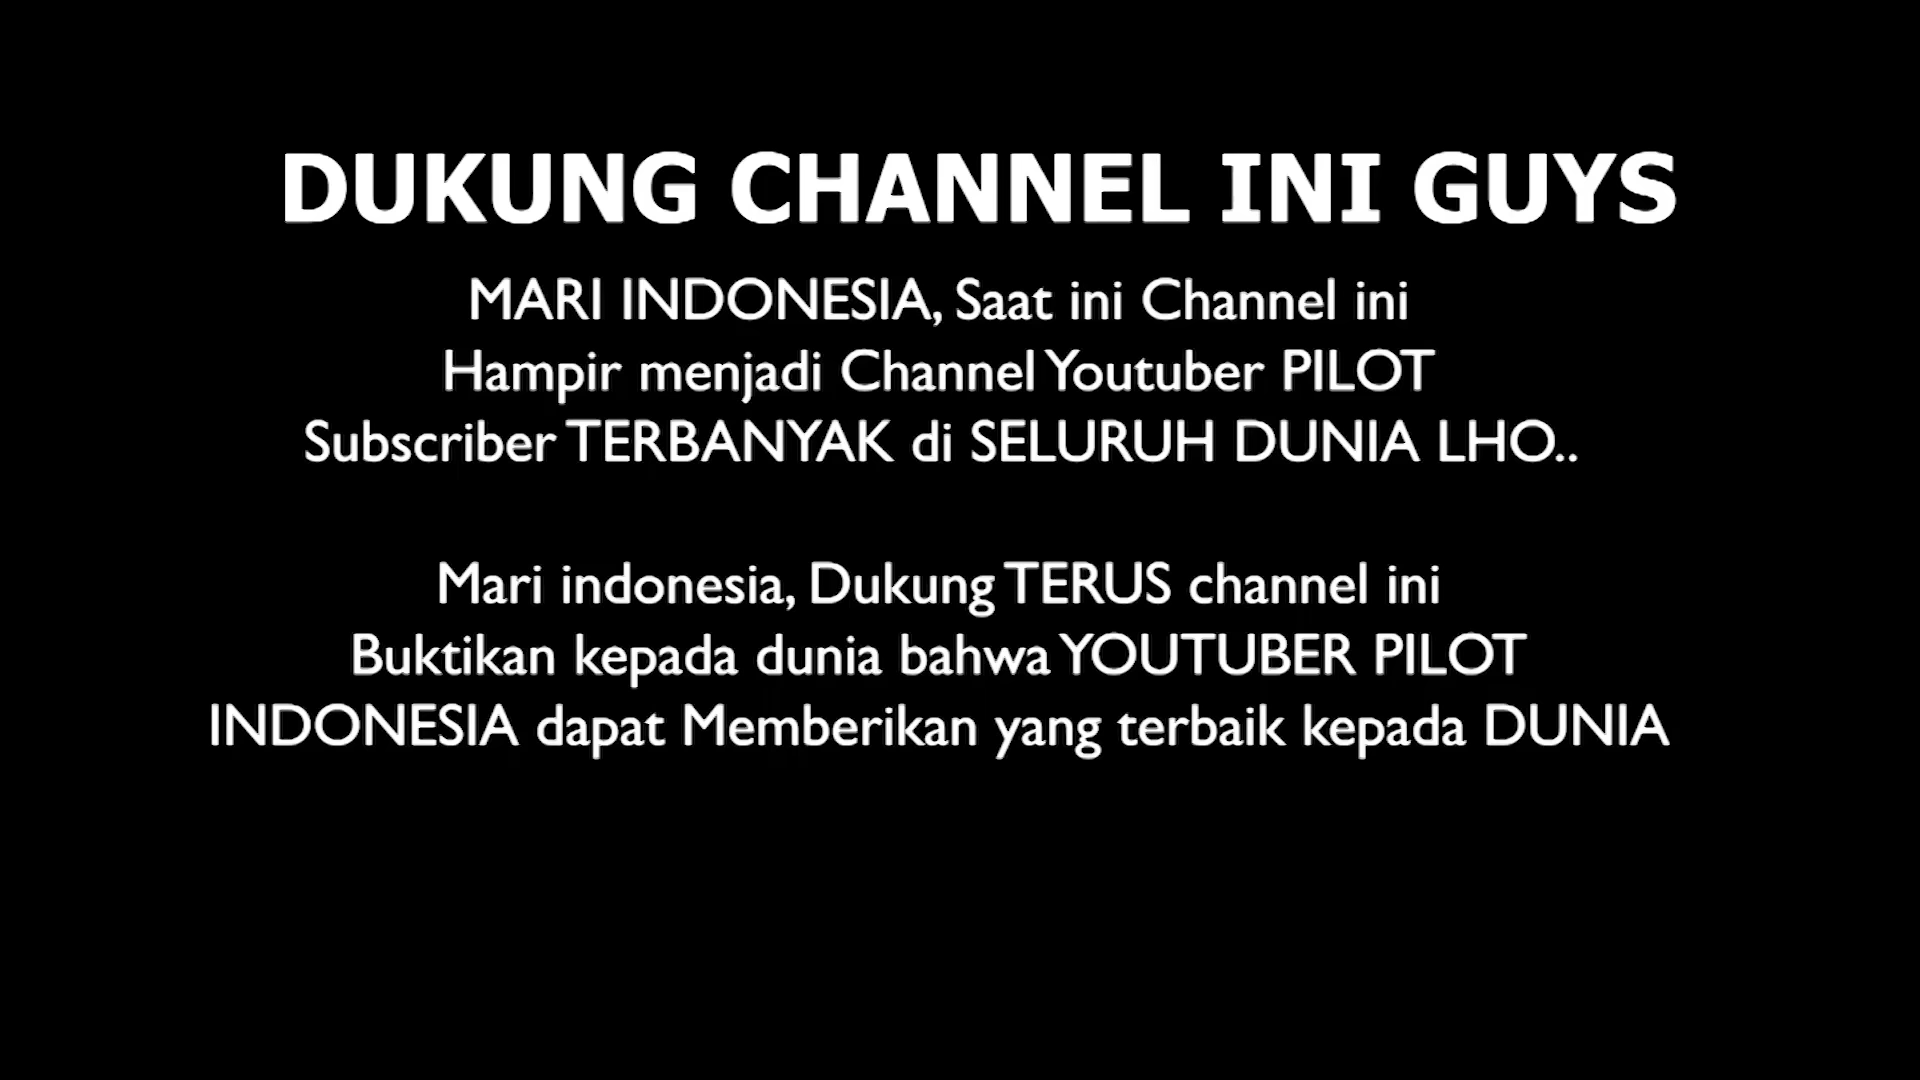 DUKUNG CHANNEL INI GUYS
MARI INDONESIA, Saat ini Channel ini
Hampir menjadi Channel Youtuber PILOT
Subscriber TERBANYAK di SELURUH DUNIA LHO..
Mari indonesia, Dukung TERUS channel ini
Buktikan kepada dunia bahwa YOUTUBER PILOT
INDONESIA dapat Memberikan yang terbaik kepada DUNIA